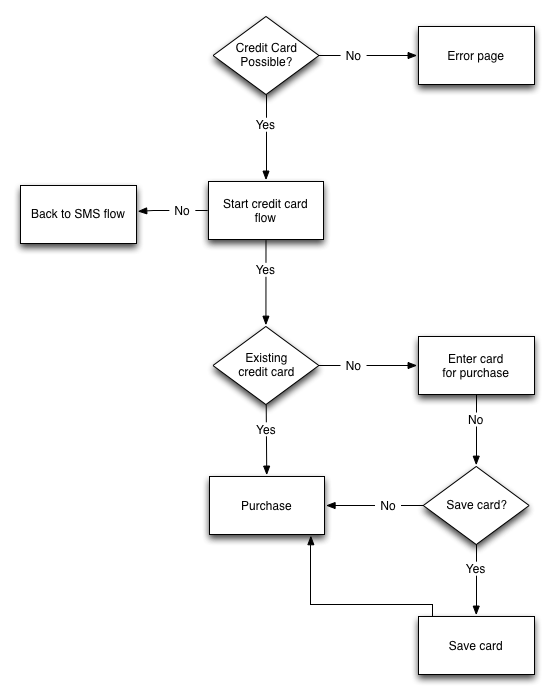 Credit Card
Possible?
No
Error page
Yes
Back to SMS flow
No
Start credit card
flow
Yes
Existing
credit card
No
Enter card
for purchase
Yes
No
Purchase
No
Save card?
Yes
Save card